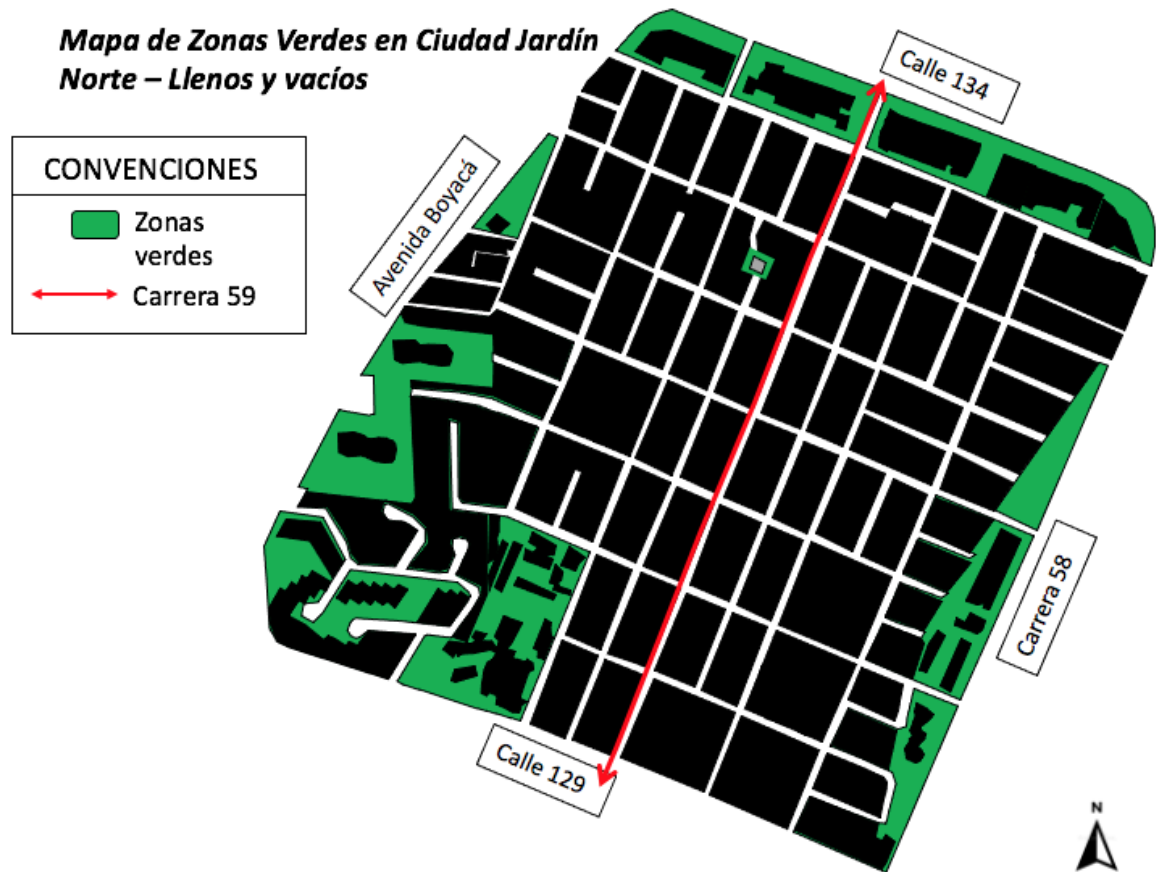 Mapa de Zonas Verdes en Ciudad Jardín
Norte – Llenos y vacíos
CONVENCIONES
Zonas
verdes
Carrera 59
Calle 134
Avenida Boyacá
Carrera 58
Calle 129
N